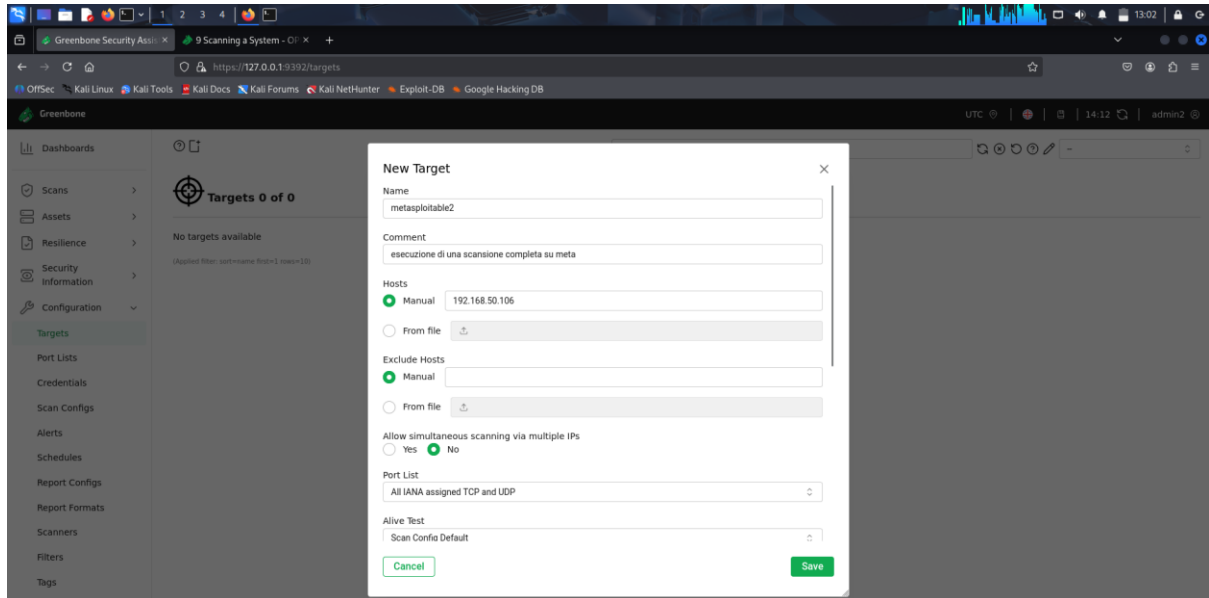 1 2 3 4
13:02
Greenbone Security Assis
9 Scanning a System - OP
https://127.0.0.1:9392/targets
OffSec
Kali Linux
Kali Tools
Kali Docs
Kali Forums
Kali NetHunter
Exploit-DB
Google Hacking DB
Greenbone
UTC
14:12
admin2
Dashboards
Scans
Assets
Resilience
Security
Information
Configuration
Targets
Port Lists
Credentials
Scan Configs
Alerts
Schedules
Report Configs
Report Formats
Scanners
Filters
Tags
Targets 0 of 0
No targets available
(Applied filter: sort=name first=1 rows=10)
New Target
Name
metasploitable2
Comment
esecuzione di una scansione completa su meta
Hosts
Manual 192.168.50.106
From file
Exclude Hosts
Manual
From file
Allow simultaneous scanning via multiple IPs
Yes No
Port List
All IANA assigned TCP and UDP
Alive Test
Scan Config Default
Cancel Save